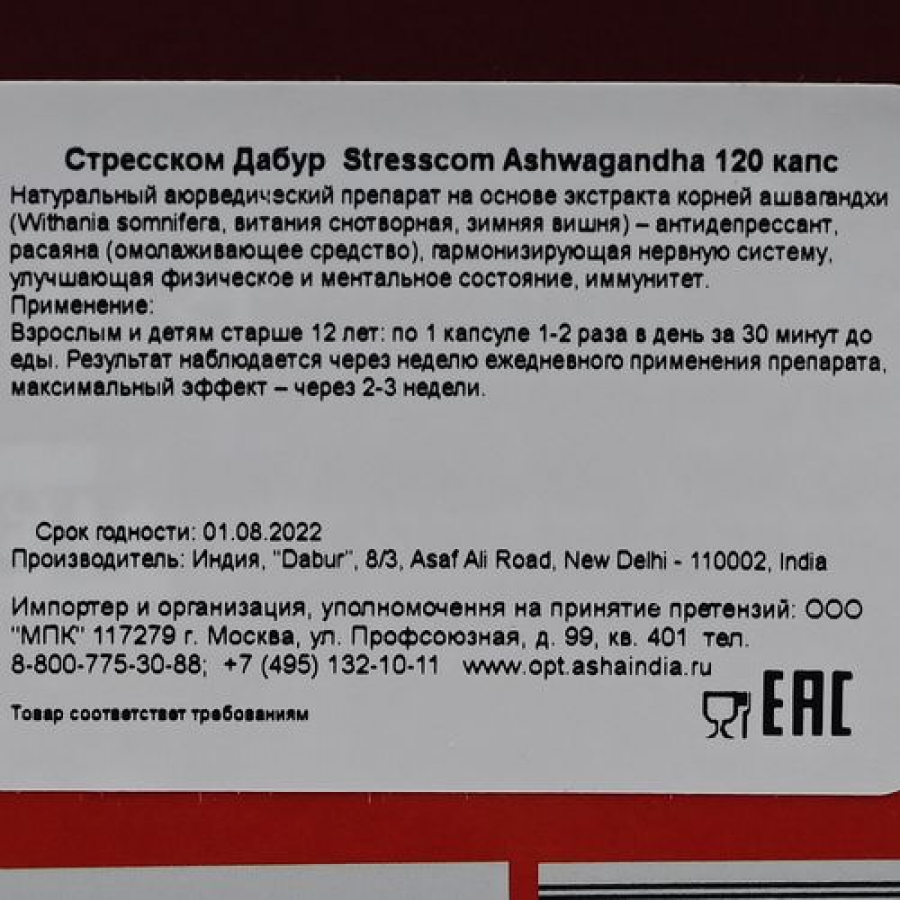 Стресском Дабур Stresscom Ashwagandha 120 капс
Натуральный аюрведический препарат на основе экстракта корней ашваганды
(Withania somnifera, витания снотворная, зимняя вишня) – антидепрессант,
расаяна (омолаживающее средство), гармонизирующая нервную систему,
улучшающая физическое и ментальное состояние, иммунитет.
Применение:
Взрослым и детям старше 12 лет: по 1 капсуле 1-2 раза в день за 30 минут до
еды. Результат наблюдается через неделю ежедневного применения препарата,
максимальный эффект – через 2-3 недели.
Срок годности: 01.08.2022
Производитель: Индия, "Dabur", 8/3, Asaf Ali Road, New Delhi - 110002, India
Импортер и организация, уполномочення на принятие претензий: ООО
"МПК" 117279 г. Москва, ул. Профсоюзная, д. 99, кв. 401 тел.
8-800-775-30-88; +7 (495) 132-10-11 www.opt.ashaindia.ru
Товар соответствает требованиям
EAC